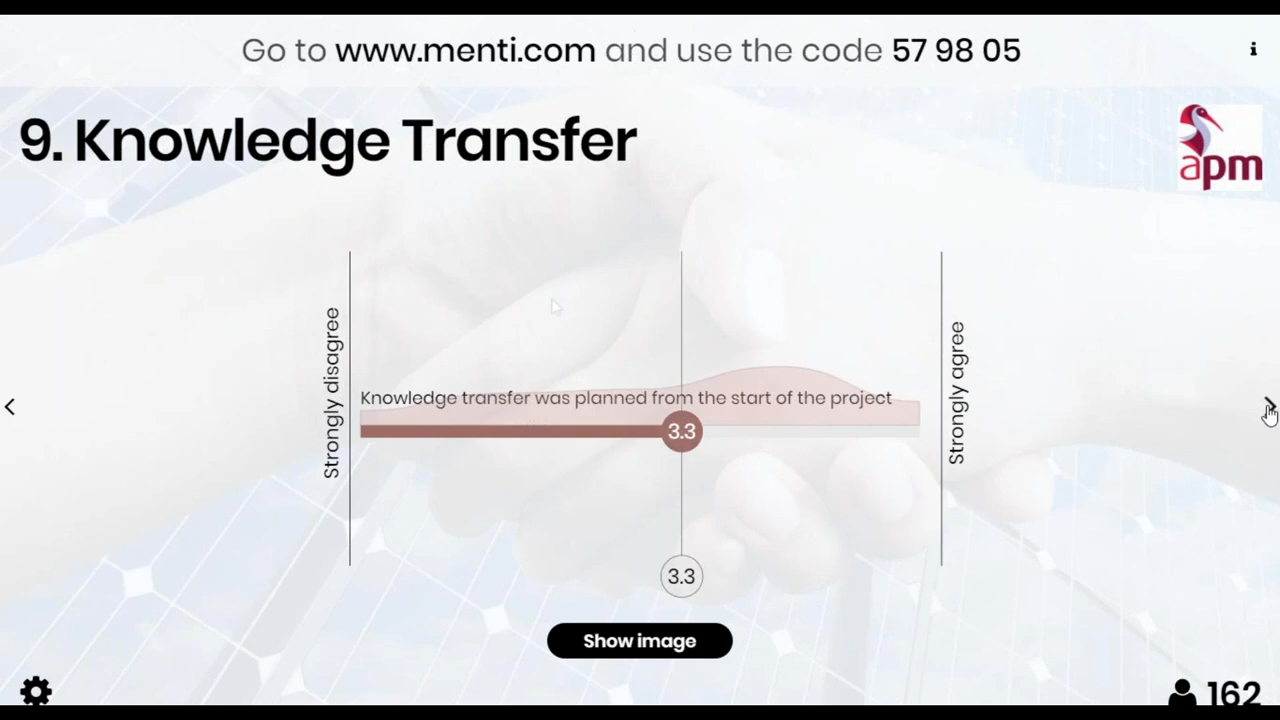 Go to www.menti.com and use the code 57 98 05
i
9. Knowledge Transfer
apm
Strongly disagree
Knowledge transfer was planned from the start of the project
3.3
Strongly agree
3.3
Show image
162